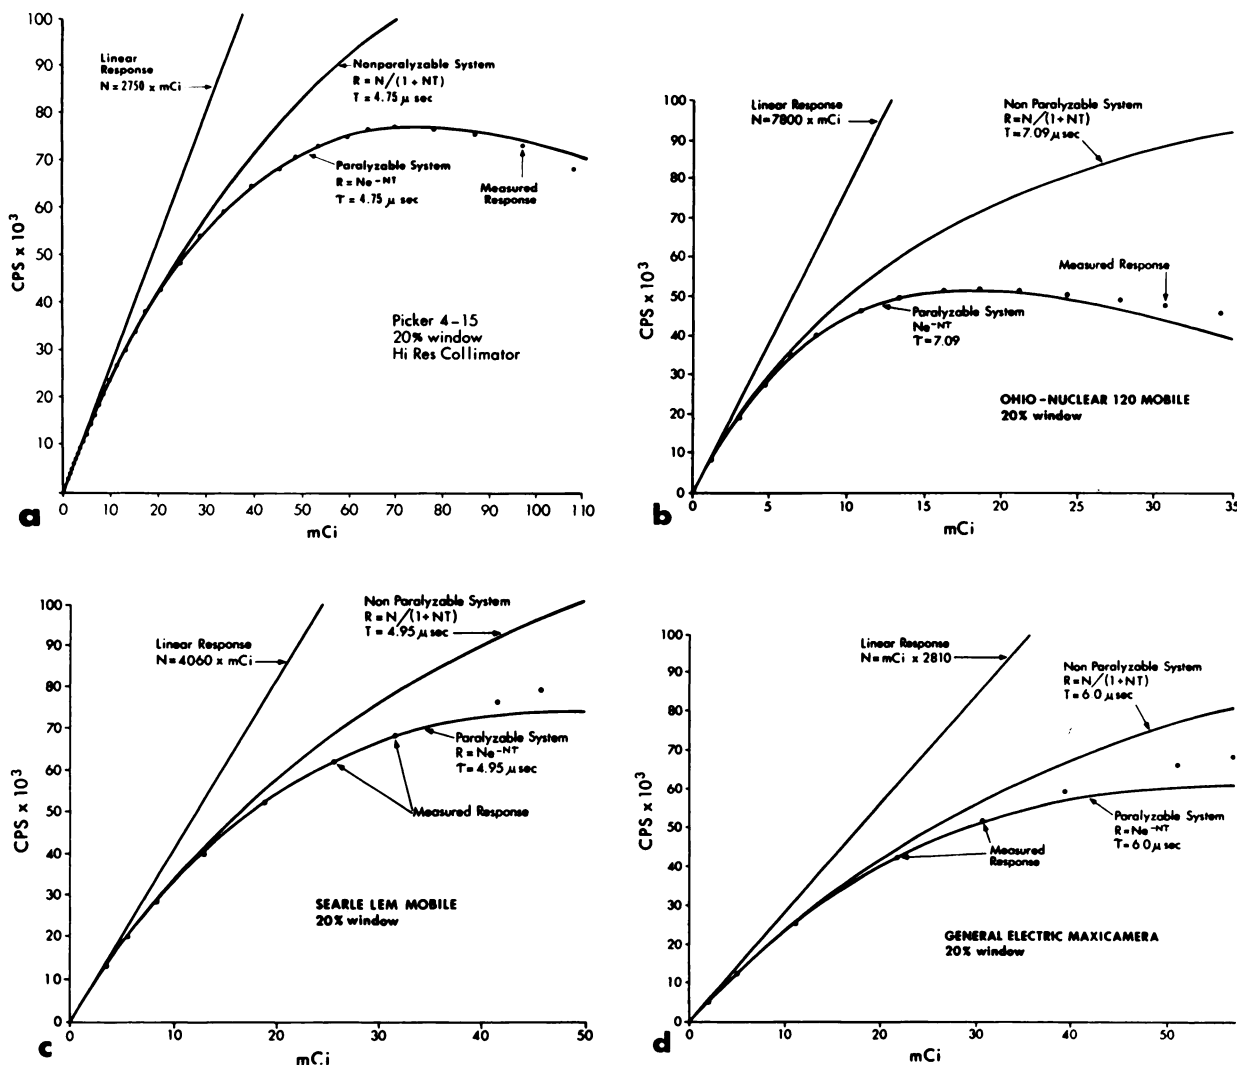 100
90
80
70
60
50
40
30
20
10
CPS x 10³
Linear
Response
N = 2750 x mCi
Nonparalyzable System
R = N/(1 + NT)
T = 4.75 µ sec
Paralyzable System
R = Ne⁻ᴺᵀ
T = 4.75 µ sec
Measured
Response
Picker 4-15
20% window
Hi Res Collimator
0 10 20 30 40 50 60 70 80 90 100 110
mCi
a
100
90
80
70
60
50
40
30
20
10
0
CPS x 10³
Linear Response
N=7800 x mCi
Non Paralyzable System
R=N/(1+NT)
T=7.09 µ sec
Measured Response
Paralyzable System
Ne⁻ᴺᵀ
T=7.09
OHIO-NUCLEAR 120 MOBILE
20% window
0 5 10 15 20 25 30 35
mCi
b
100
90
80
70
60
50
40
30
20
10
0
CPS x 10³
Linear Response
N=4060 x mCi
Non Paralyzable System
R=N/(1+NT)
T=4.95 µ sec
Paralyzable System
R=Ne⁻ᴺᵀ
T=4.95 µ sec
Measured Response
SEARLE LEM MOBILE
20% window
0 10 20 30 40 50
mCi
c
100
90
80
70
60
50
40
30
20
10
0
CPS x 10³
Linear Response
N=mCi x 2810
Non Paralyzable System
R=N/(1+NT)
T=6.0 µ sec
Paralyzable System
R=Ne⁻ᴺᵀ
T=6.0 µ sec
Measured
Response
GENERAL ELECTRIC MAXICAMERA
20% window
0 10 20 30 40 50
mCi
d